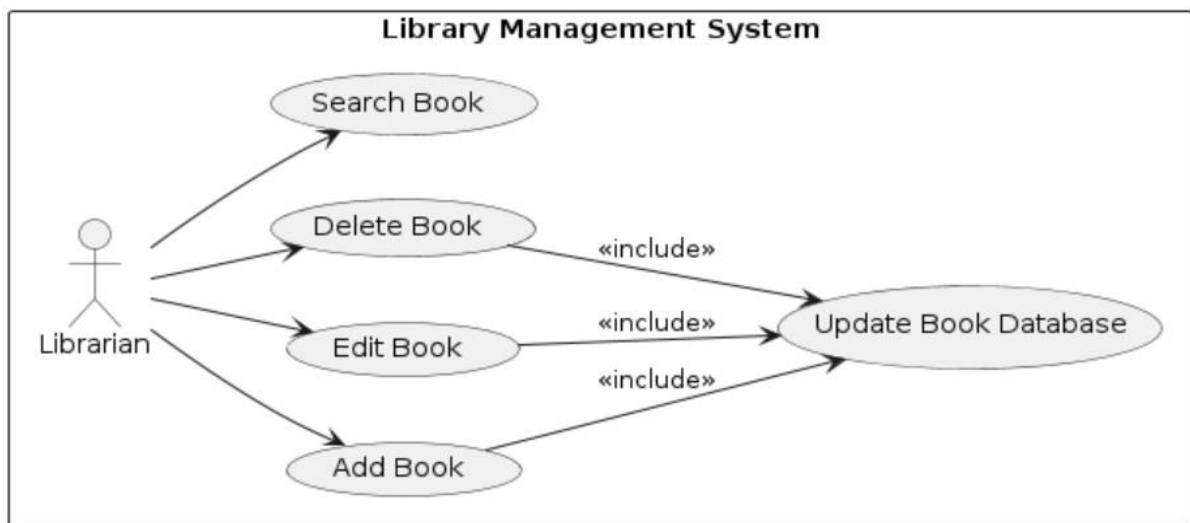 Library Management System
Search Book
Delete Book
«include»
Update Book Database
«include»
Librarian
Edit Book
«include»
Add Book